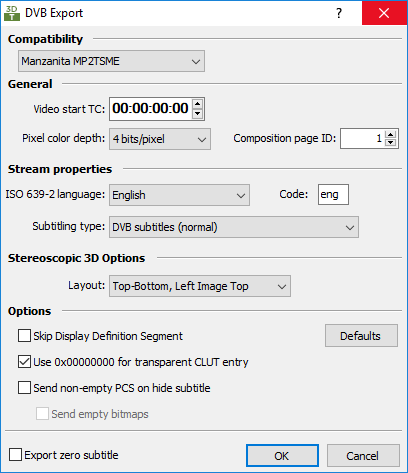 3D
T
DVB Export
?
Compatibility
Manzanita MP2TSME
General
Video start TC: 00:00:00:00
Pixel color depth: 4 bits/pixel Composition page ID: 1
Stream properties
ISO 639-2 language: English Code: eng
Subtitling type: DVB subtitles (normal)
Stereoscopic 3D Options
Layout: Top-Bottom, Left Image Top
Options
Skip Display Definition Segment Defaults
Use 0x00000000 for transparent CLUT entry
Send non-empty PCS on hide subtitle
Send empty bitmaps
Export zero subtitle OK Cancel